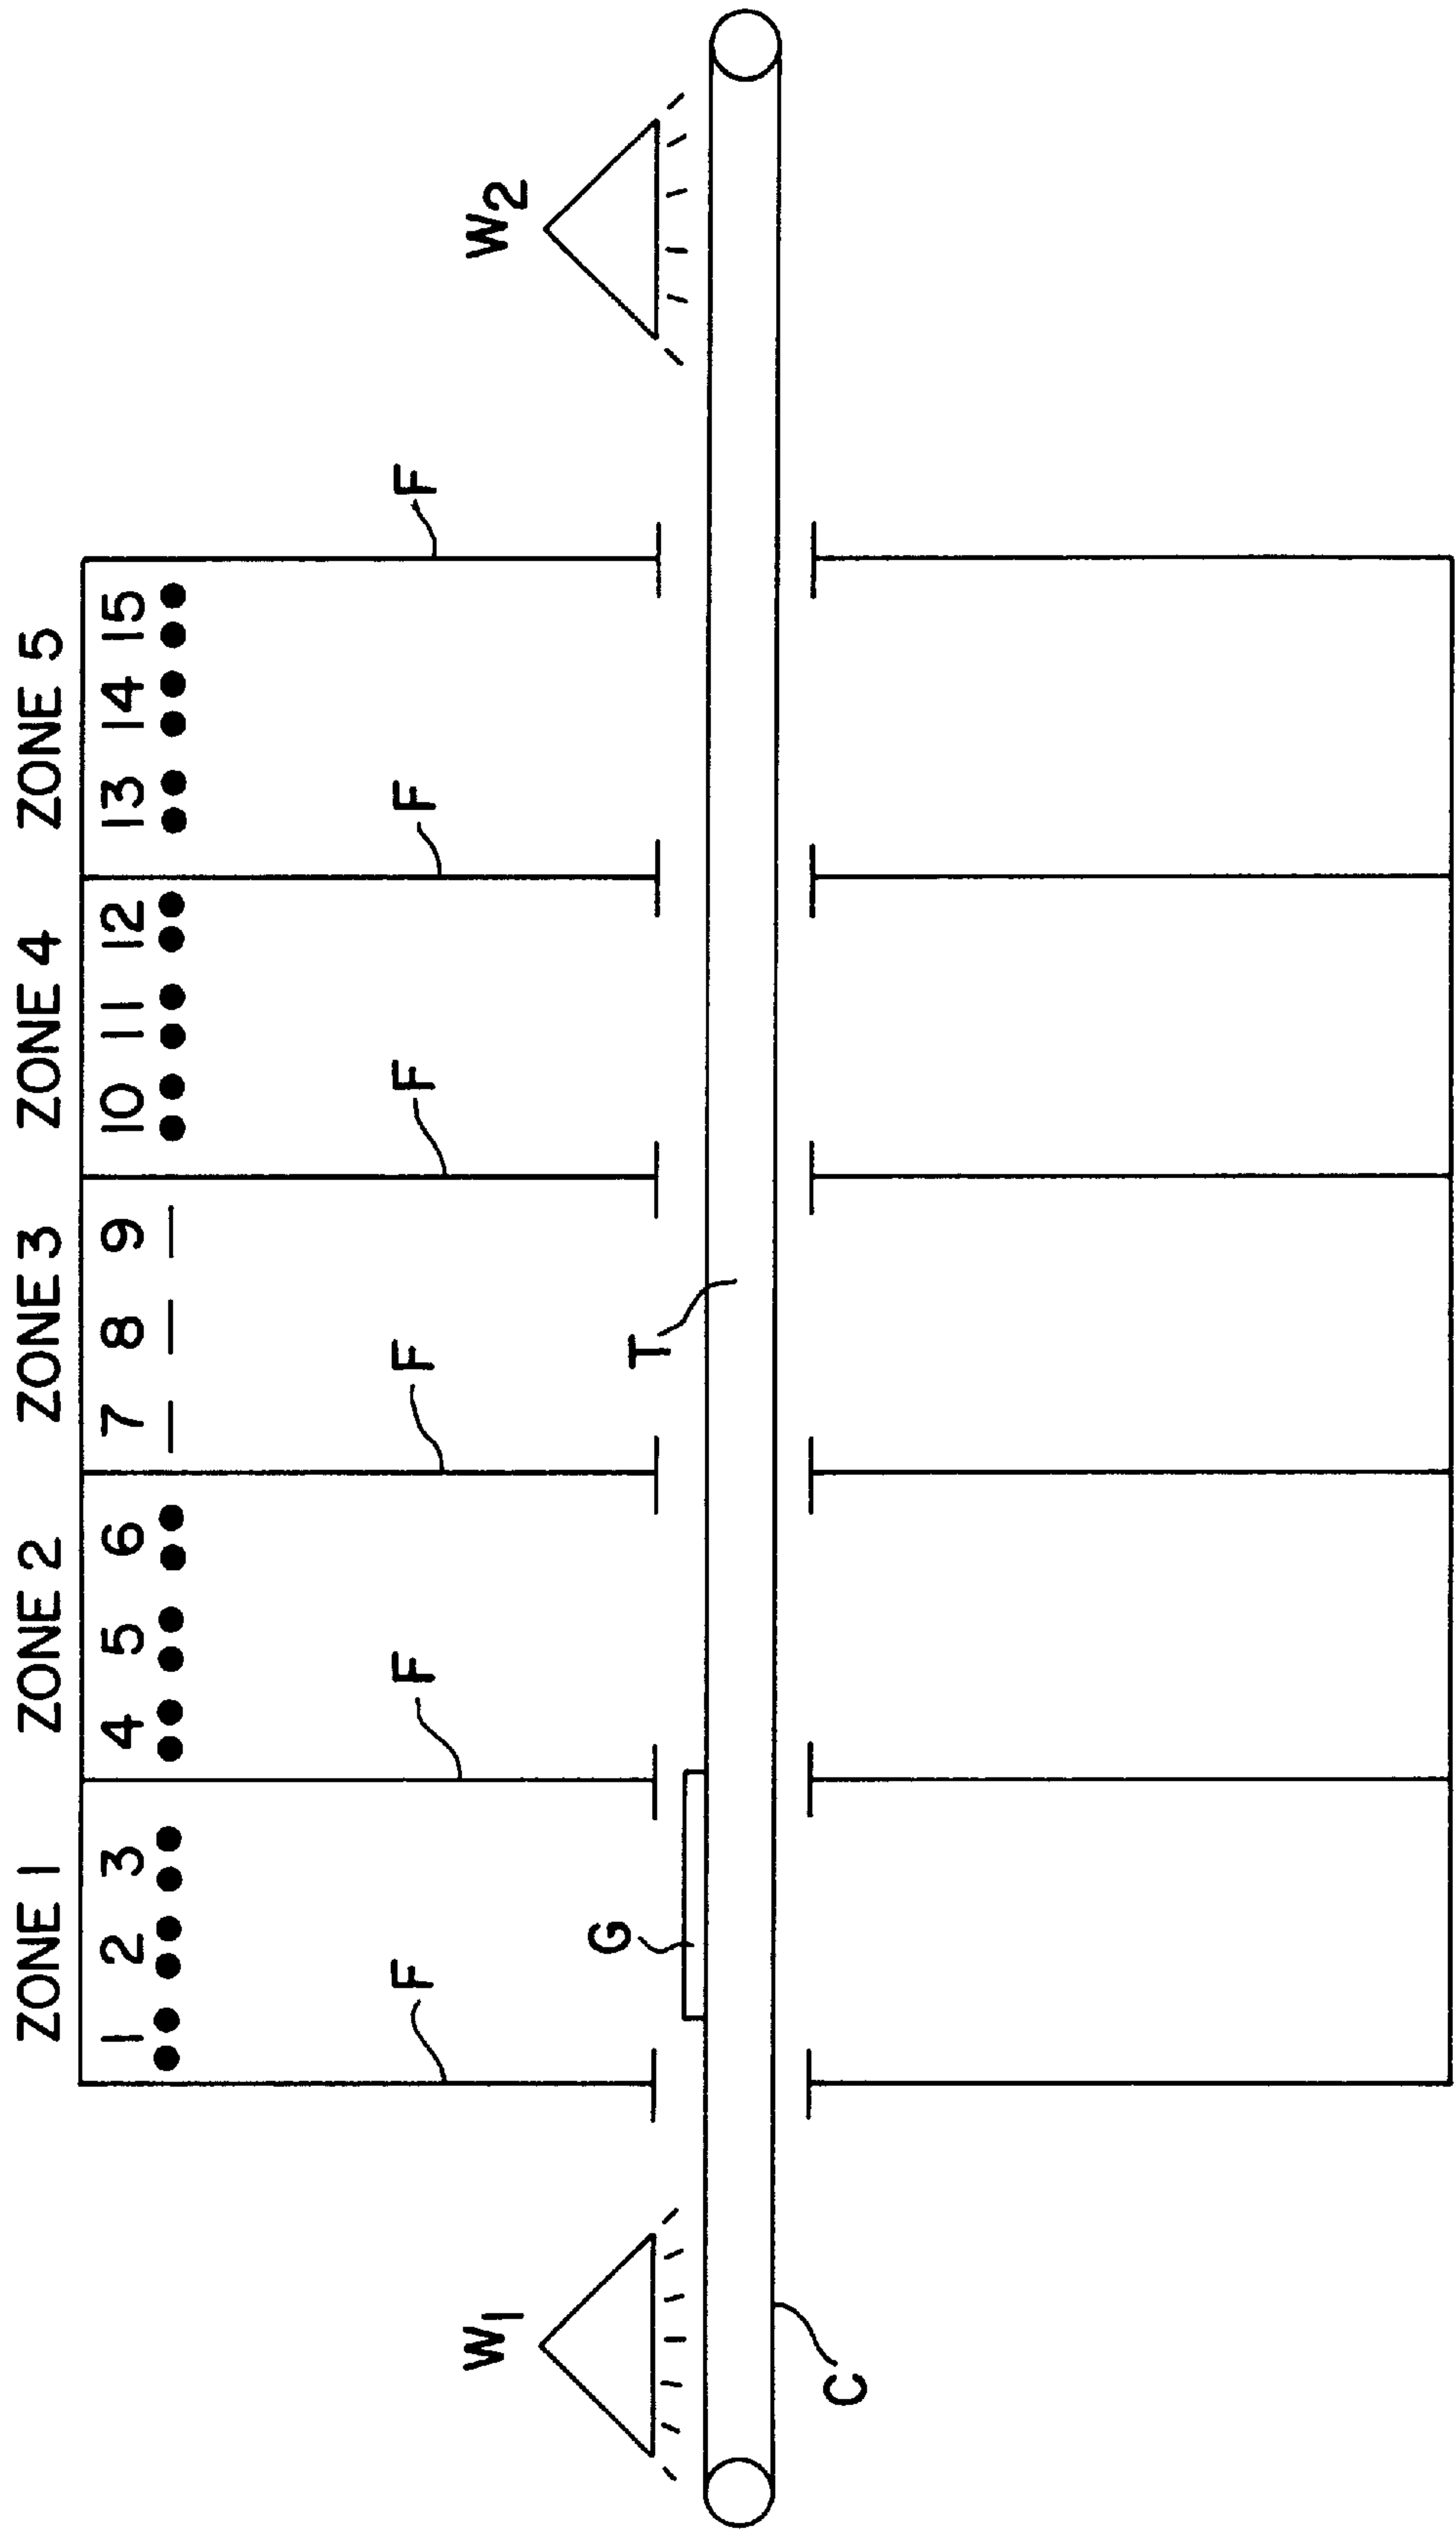 ZONE 1 ZONE 2 ZONE 3 ZONE 4 ZONE 5
1 2 3 4 5 6 7 8 9 10 11 12 13 14 15
F F F F F F
W1 W2
G
T
C